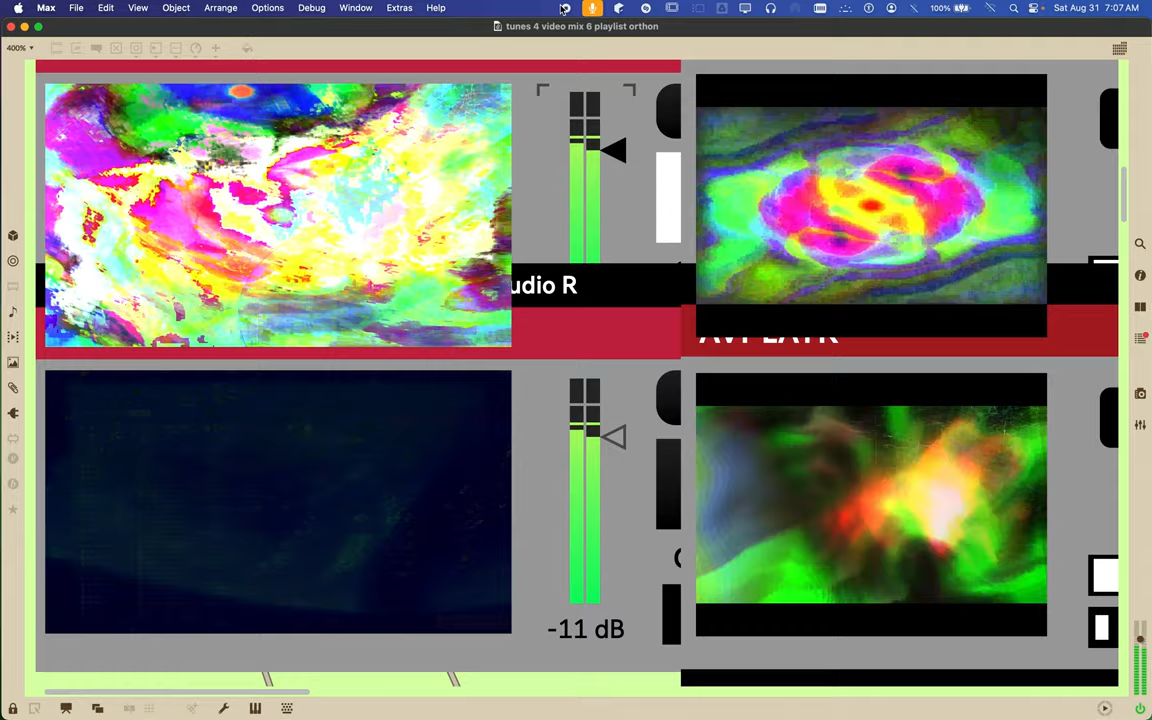 Max File Edit View Object Arrange Options Debug Window Extras Help 100% Sat Aug 31 7:07 AM
tunes 4 video mix 6 playlist orthon
400%
udio R
-11 dB